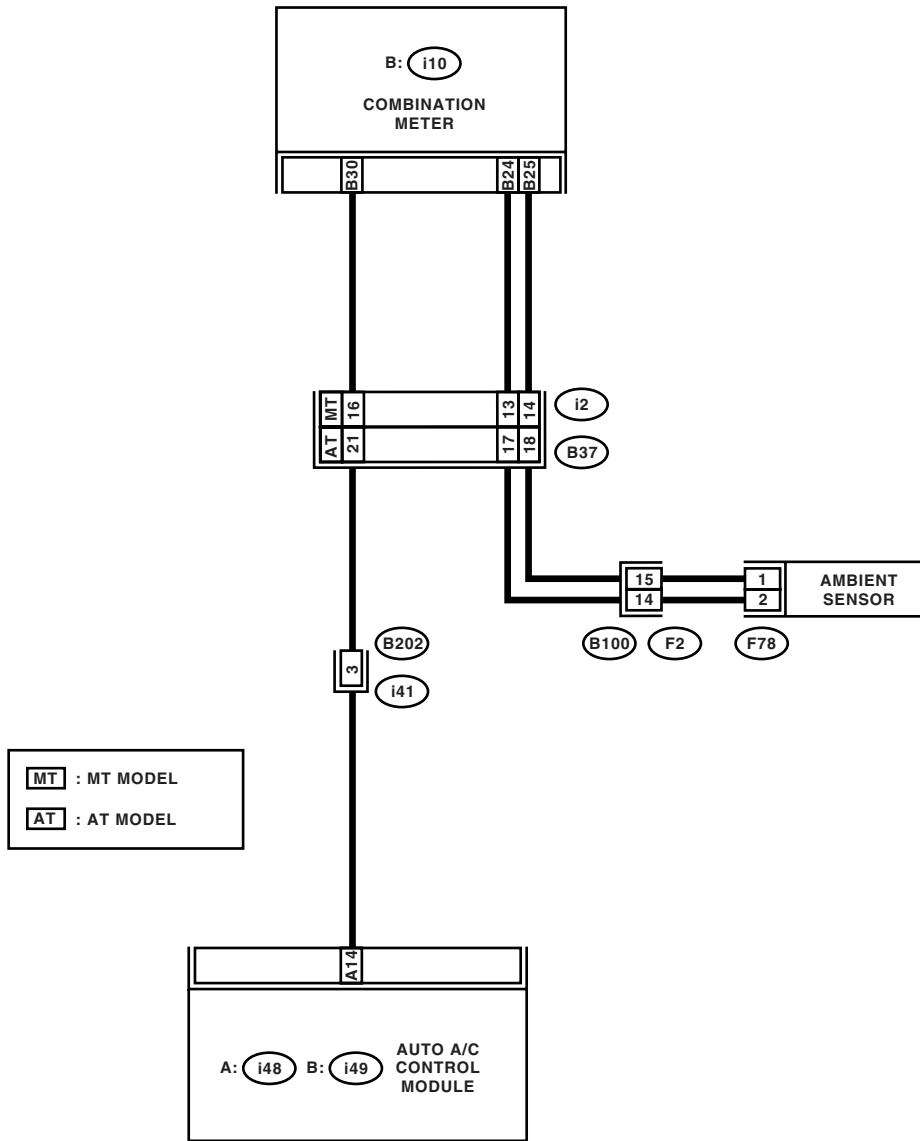 B: i10
COMBINATION
METER
B30
B24
B25
MT 16 13 14
i2
AT 21 17 18
B37
15 1
14 2
AMBIENT
SENSOR
B100 F2 F78
B202
3
i41
MT : MT MODEL
AT : AT MODEL
A14
A: i48 B: i49
AUTO A/C
CONTROL
MODULE